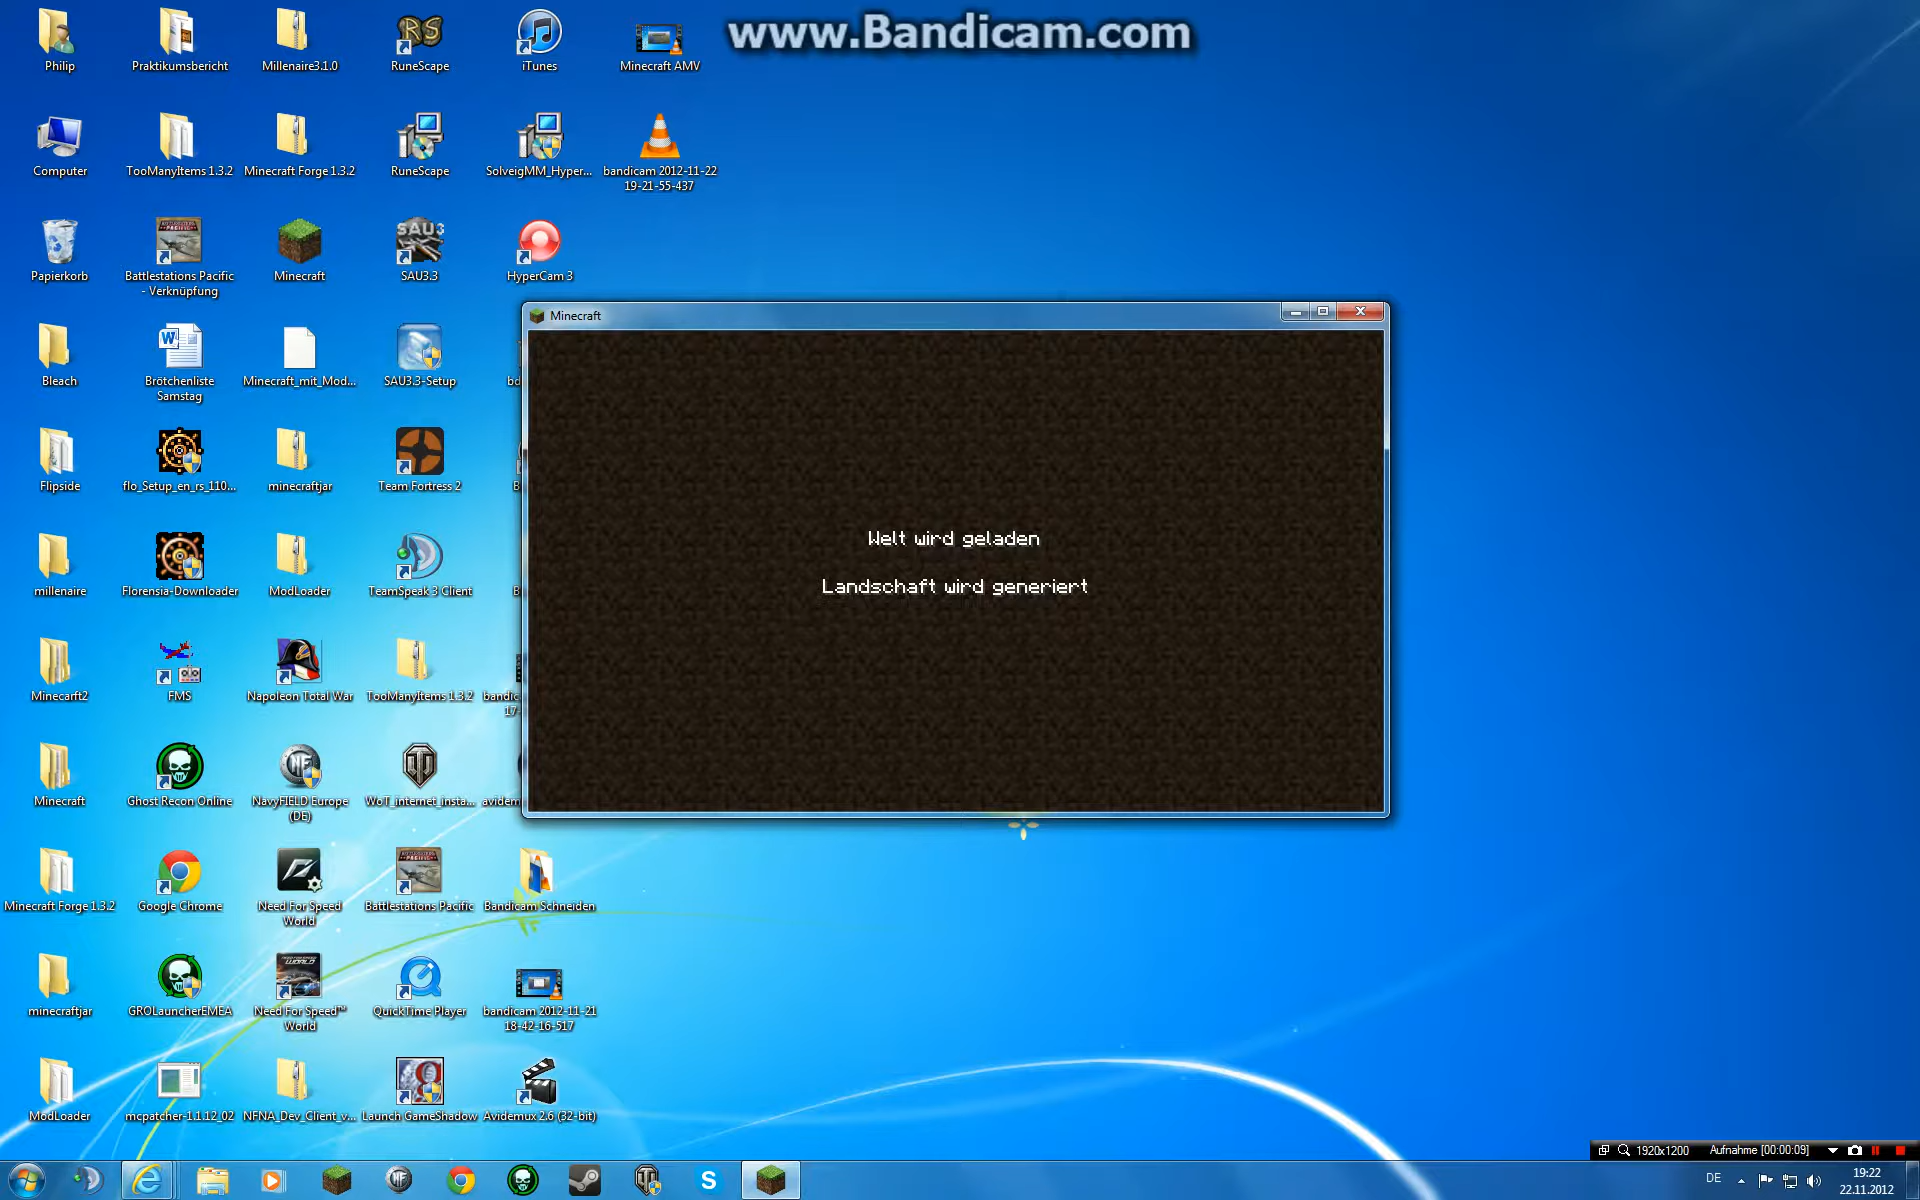 www.Bandicam.com
Philip
Praktikumsbericht
Millenaire3.1.0
RuneScape
iTunes
Minecraft AMV
Computer
TooManyItems 1.3.2
Minecraft Forge 1.3.2
RuneScape
SolveigMM_Hyper...
bandicam 2012-11-22
19-21-55-437
Papierkorb
Battlestations Pacific
- Verknüpfung
Minecraft
SAU3.3
HyperCam 3
Minecraft
Bleach
Brötchenliste
Samstag
Minecraft_mit_Mod...
SAU3.3-Setup
Welt wird geladen
Landschaft wird generiert
Flipside
flo_Setup_en_rs_110...
minecraftjar
Team Fortress 2
millenaire
Florensia-Downloader
ModLoader
TeamSpeak 3 Client
Minecarft2
FMS
Napoleon Total War
TooManyItems 1.3.2
Minecraft
Ghost Recon Online
NavyFIELD Europe
(DE)
WoT_internet_insta...
Minecraft Forge 1.3.2
Google Chrome
Need For Speed
World
Battlestations Pacific
Bandicam Schneiden
minecraftjar
GROLauncherEMEA
Need For Speed™
World
QuickTime Player
bandicam 2012-11-21
18-42-16-517
ModLoader
mcpatcher-1.1.12_02
NFNA_Dev_Client_v...
Launch GameShadow
Avidemux 2.6 (32-bit)
1920x1200 Aufnahme [00:00:09]
DE
19:22
22.11.2012